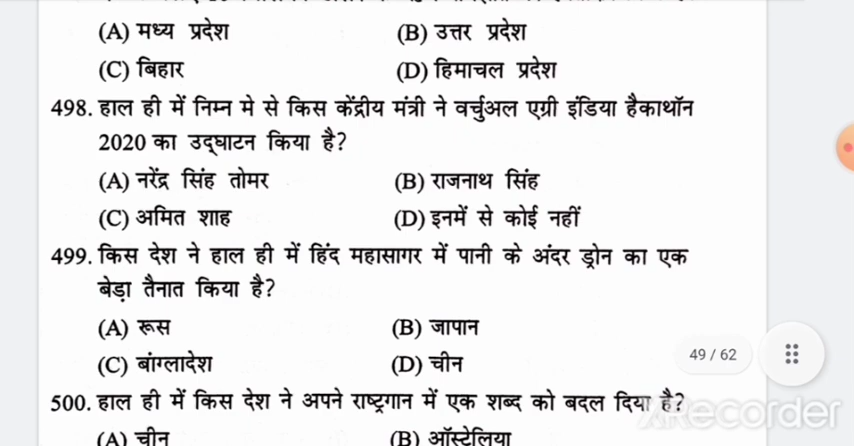 (A) मध्य प्रदेश (B) उत्तर प्रदेश
(C) बिहार (D) हिमाचल प्रदेश
498. हाल ही में निम्न मे से किस केंद्रीय मंत्री ने वर्चुअल एग्री इंडिया हैकाथॉन
2020 का उद्घाटन किया है?
(A) नरेंद्र सिंह तोमर (B) राजनाथ सिंह
(C) अमित शाह (D) इनमें से कोई नहीं
499. किस देश ने हाल ही में हिंद महासागर में पानी के अंदर ड्रोन का एक
बेड़ा तैनात किया है?
(A) रूस (B) जापान
(C) बांग्लादेश (D) चीन
49 / 62
500. हाल ही में किस देश ने अपने राष्ट्रगान में एक शब्द को बदल दिया है?
XRecorder
(A) चीन (B) ऑस्ट्रेलिया